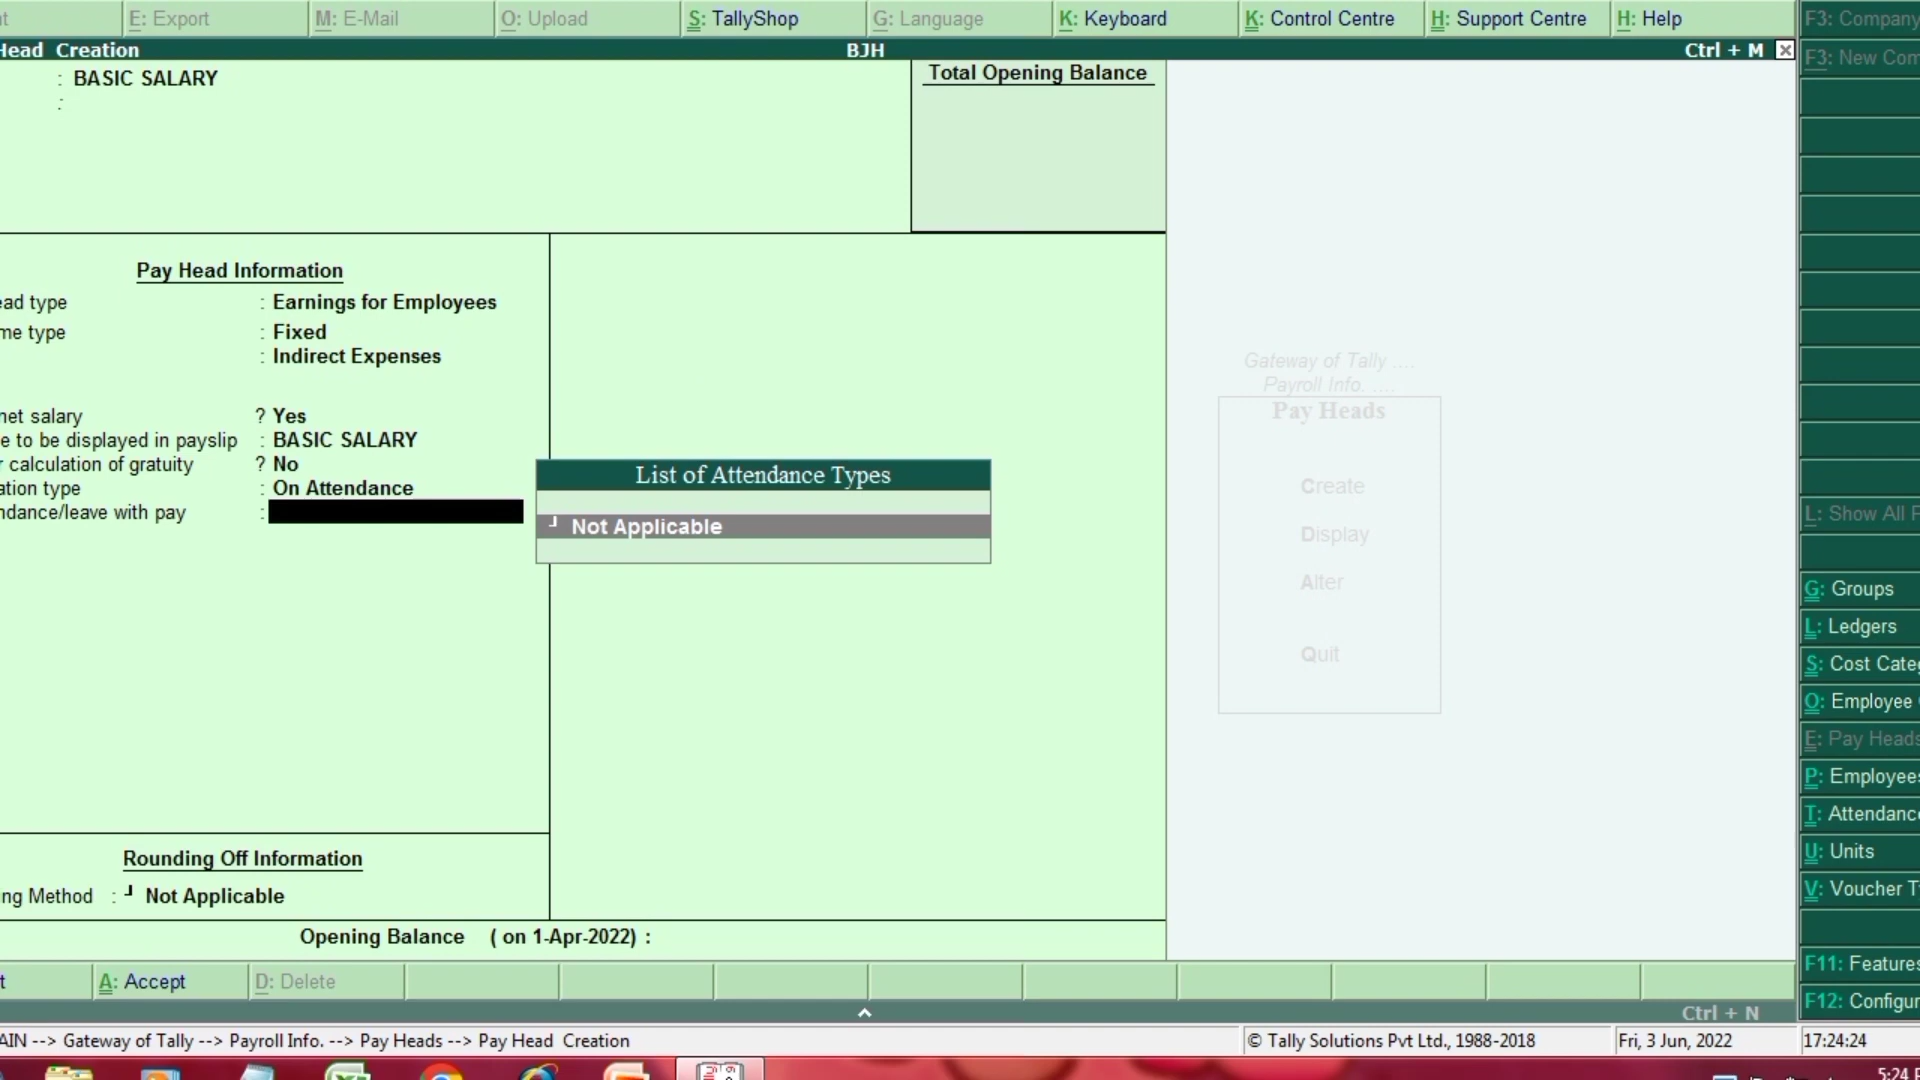 E: Export M: E-Mail O: Upload S: TallyShop G: Language K: Keyboard K: Control Centre H: Support Centre H: Help F3: Company
Head Creation BJH Ctrl + M F3: New Com
: BASIC SALARY Total Opening Balance
:
Pay Head Information
ead type : Earnings for Employees
me type : Fixed
: Indirect Expenses
Gateway of Tally ....
Payroll Info. ....
Pay Heads
net salary ? Yes
e to be displayed in payslip : BASIC SALARY
r calculation of gratuity ? No
ation type : On Attendance
ndance/leave with pay :
List of Attendance Types
Not Applicable
Create
Display
Alter
Quit
L: Show All F
G: Groups
L: Ledgers
S: Cost Categ
O: Employee
E: Pay Heads
P: Employees
T: Attendance
U: Units
V: Voucher T
F11: Features
F12: Configur
Rounding Off Information
ing Method : Not Applicable
Opening Balance ( on 1-Apr-2022) :
t A: Accept D: Delete
Ctrl + N
AIN --> Gateway of Tally --> Payroll Info. --> Pay Heads --> Pay Head Creation © Tally Solutions Pvt Ltd., 1988-2018 Fri, 3 Jun, 2022 17:24:24
5:24 P